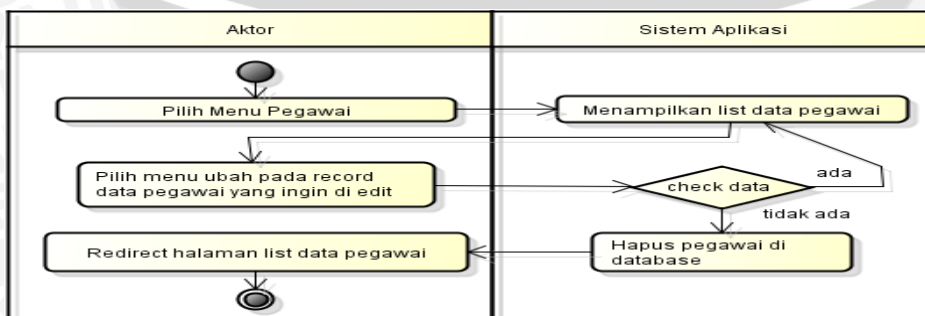 Aktor
Sistem Aplikasi
Pilih Menu Pegawai
Menampilkan list data pegawai
Pilih menu ubah pada record
data pegawai yang ingin di edit
check data
ada
tidak ada
Hapus pegawai di
database
Redirect halaman list data pegawai